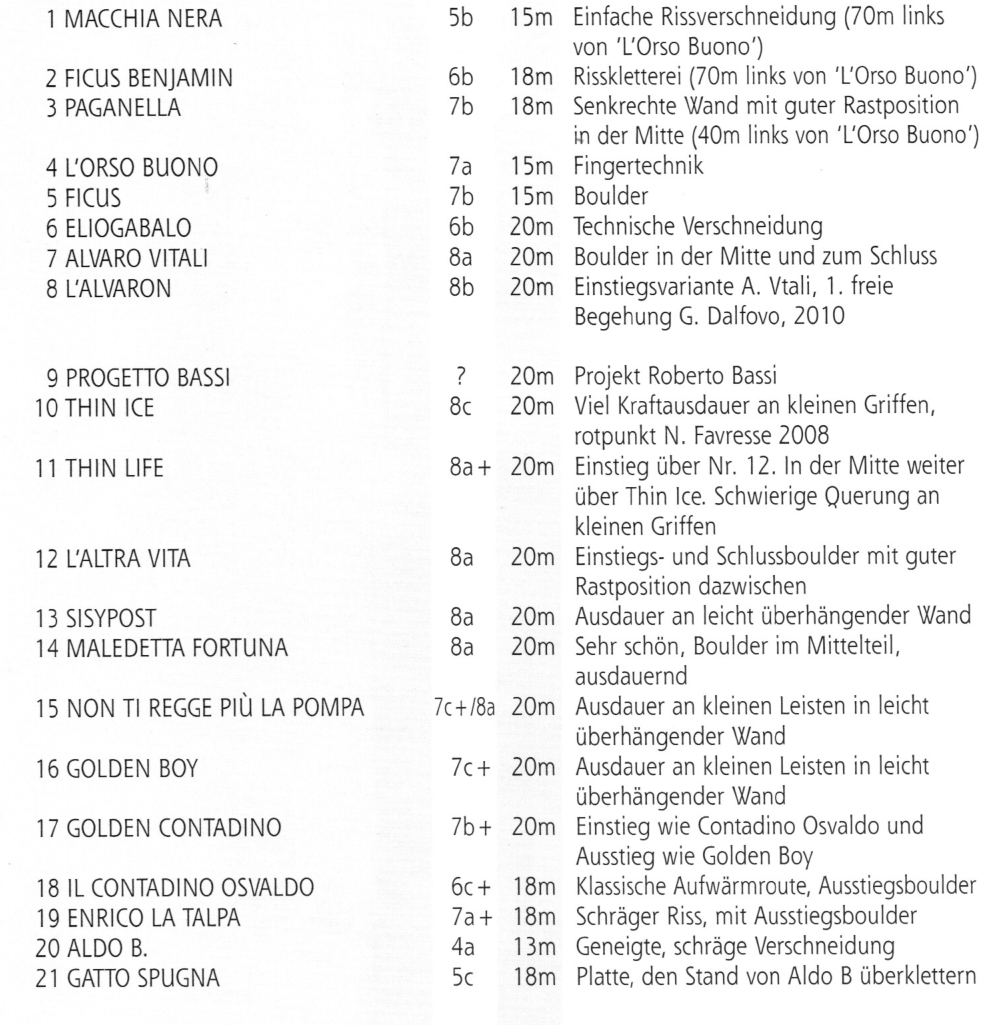 1 MACCHIA NERA 5b 15m Einfache Rissverschneidung (70m links
von 'L'Orso Buono')
2 FICUS BENJAMIN 6b 18m Risskletterei (70m links von 'L'Orso Buono')
3 PAGANELLA 7b 18m Senkrechte Wand mit guter Rastposition
in der Mitte (40m links von 'L'Orso Buono')
4 L'ORSO BUONO 7a 15m Fingertechnik
5 FICUS 7b 15m Boulder
6 ELIOGABALO 6b 20m Technische Verschneidung
7 ALVARO VITALI 8a 20m Boulder in der Mitte und zum Schluss
8 L'ALVARON 8b 20m Einstiegsvariante A. Vtali, 1. freie
Begehung G. Dalfovo, 2010
9 PROGETTO BASSI ? 20m Projekt Roberto Bassi
10 THIN ICE 8c 20m Viel Kraftausdauer an kleinen Griffen,
rotpunkt N. Favresse 2008
11 THIN LIFE 8a+ 20m Einstieg über Nr. 12. In der Mitte weiter
über Thin Ice. Schwierige Querung an
kleinen Griffen
12 L'ALTRA VITA 8a 20m Einstiegs- und Schlussboulder mit guter
Rastposition dazwischen
13 SISYPOST 8a 20m Ausdauer an leicht überhängender Wand
14 MALEDETTA FORTUNA 8a 20m Sehr schön, Boulder im Mittelteil,
ausdauernd
15 NON TI REGGE PIÙ LA POMPA 7c+/8a 20m Ausdauer an kleinen Leisten in leicht
überhängender Wand
16 GOLDEN BOY 7c+ 20m Ausdauer an kleinen Leisten in leicht
überhängender Wand
17 GOLDEN CONTADINO 7b+ 20m Einstieg wie Contadino Osvaldo und
Ausstieg wie Golden Boy
18 IL CONTADINO OSVALDO 6c+ 18m Klassische Aufwärmroute, Ausstiegsboulder
19 ENRICO LA TALPA 7a+ 18m Schräger Riss, mit Ausstiegsboulder
20 ALDO B. 4a 13m Geneigte, schräge Verschneidung
21 GATTO SPUGNA 5c 18m Platte, den Stand von Aldo B überklettern